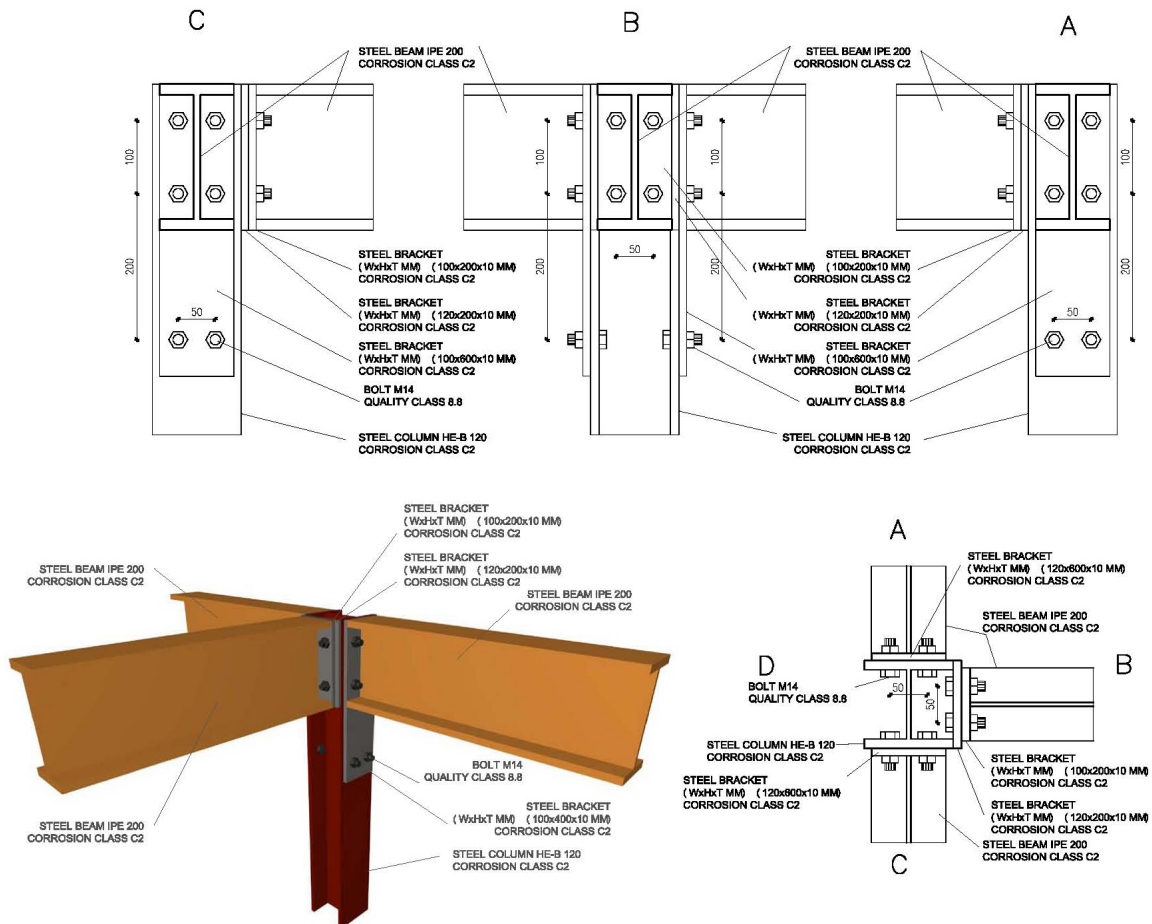 C
B
A
STEEL BEAM IPE 200
CORROSION CLASS C2
STEEL BEAM IPE 200
CORROSION CLASS C2
100
200
50
100
200
50
100
200
100
200
50
STEEL BRACKET
(WxHxT MM) (100x200x10 MM)
CORROSION CLASS C2
STEEL BRACKET
(WxHxT MM) (120x200x10 MM)
CORROSION CLASS C2
STEEL BRACKET
(WxHxT MM) (100x600x10 MM)
CORROSION CLASS C2
BOLT M14
QUALITY CLASS 8.8
STEEL COLUMN HE-B 120
CORROSION CLASS C2
STEEL BRACKET
(WxHxT MM) (100x200x10 MM)
CORROSION CLASS C2
STEEL BRACKET
(WxHxT MM) (120x200x10 MM)
CORROSION CLASS C2
STEEL BRACKET
(WxHxT MM) (100x600x10 MM)
CORROSION CLASS C2
BOLT M14
QUALITY CLASS 8.8
STEEL COLUMN HE-B 120
CORROSION CLASS C2
STEEL BRACKET
(WxHxT MM) (100x200x10 MM)
CORROSION CLASS C2
STEEL BRACKET
(WxHxT MM) (120x200x10 MM)
CORROSION CLASS C2
STEEL BEAM IPE 200
CORROSION CLASS C2
STEEL BEAM IPE 200
CORROSION CLASS C2
BOLT M14
QUALITY CLASS 8.8
STEEL BRACKET
(WxHxT MM) (100x400x10 MM)
CORROSION CLASS C2
STEEL BEAM IPE 200
CORROSION CLASS C2
STEEL COLUMN HE-B 120
CORROSION CLASS C2
A
STEEL BRACKET
(WxHxT MM) (120x600x10 MM)
CORROSION CLASS C2
STEEL BEAM IPE 200
CORROSION CLASS C2
D
B
BOLT M14
QUALITY CLASS 8.8
50
50
STEEL COLUMN HE-B 120
CORROSION CLASS C2
STEEL BRACKET
(WxHxT MM) (120x600x10 MM)
CORROSION CLASS C2
STEEL BRACKET
(WxHxT MM) (100x200x10 MM)
CORROSION CLASS C2
STEEL BRACKET
(WxHxT MM) (120x200x10 MM)
CORROSION CLASS C2
STEEL BEAM IPE 200
CORROSION CLASS C2
C